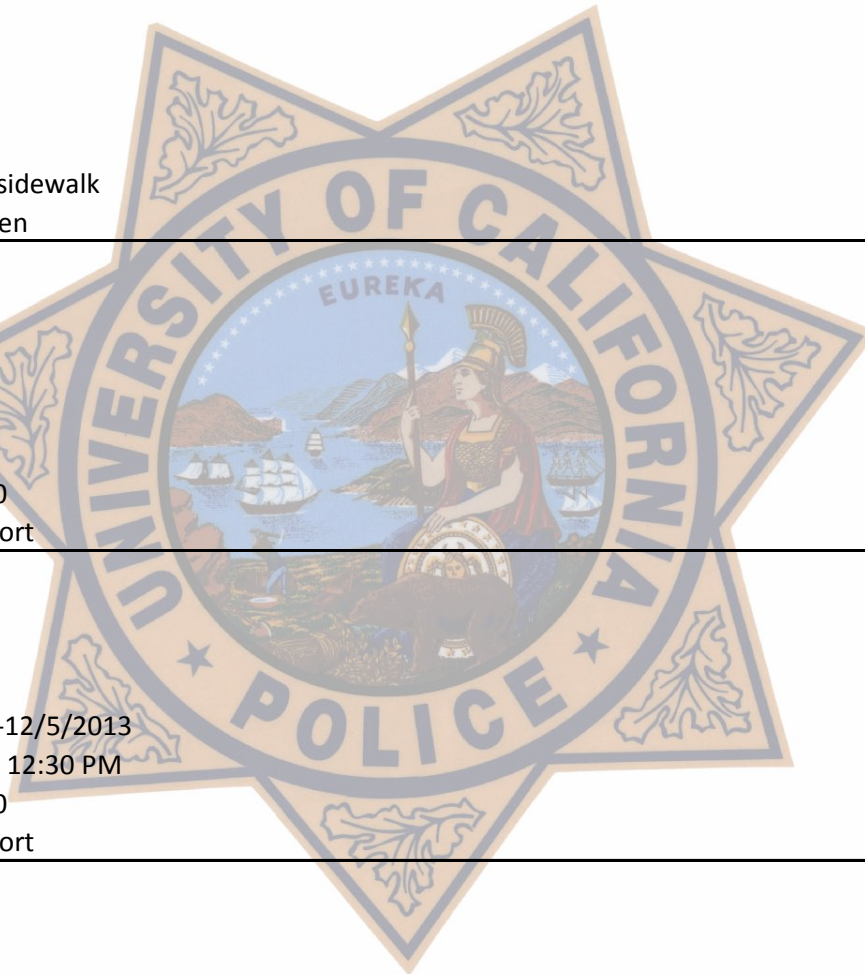 sidewalk
en
UNIVERSITY OF CALIFORNIA
EUREKA
0
ort
POLICE
-12/5/2013
12:30 PM
0
ort